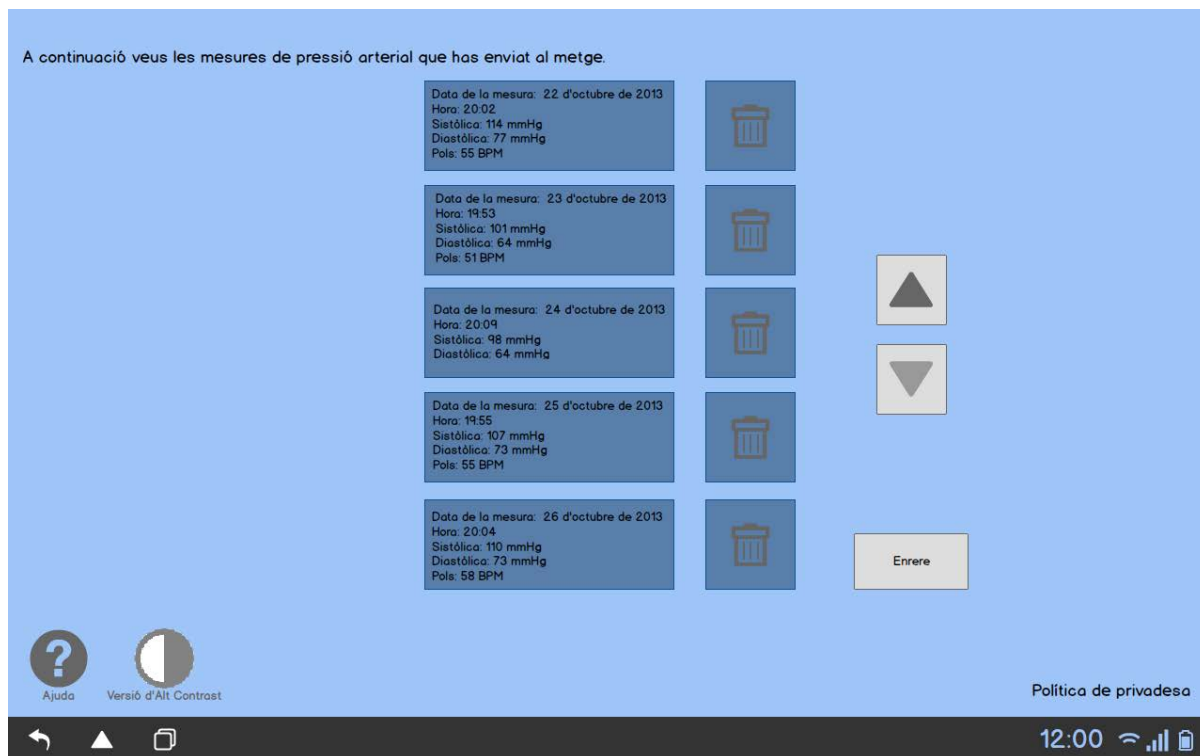 A continuació veus les mesures de pressió arterial que has enviat al metge.
Data de la mesura: 22 d'octubre de 2013
Hora: 20:02
Sistòlica: 114 mmHg
Diastòlica: 77 mmHg
Pols: 55 BPM
Data de la mesura: 23 d'octubre de 2013
Hora: 19:53
Sistòlica: 101 mmHg
Diastòlica: 64 mmHg
Pols: 51 BPM
Data de la mesura: 24 d'octubre de 2013
Hora: 20:09
Sistòlica: 98 mmHg
Diastòlica: 64 mmHg
Data de la mesura: 25 d'octubre de 2013
Hora: 19:55
Sistòlica: 107 mmHg
Diastòlica: 73 mmHg
Pols: 55 BPM
Data de la mesura: 26 d'octubre de 2013
Hora: 20:04
Sistòlica: 110 mmHg
Diastòlica: 73 mmHg
Pols: 58 BPM
Enrere
?
Ajuda
Versió d'Alt Contrast
Política de privadesa
12:00